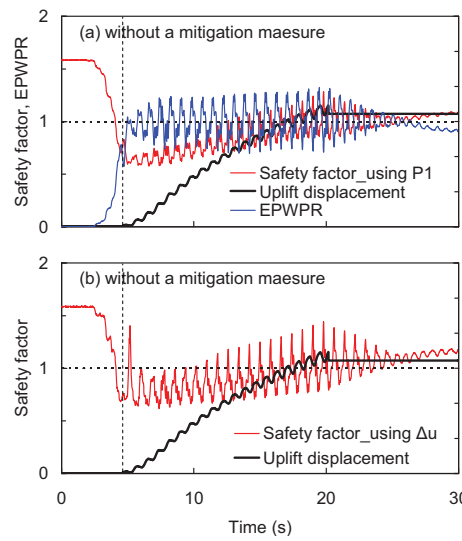 (a) without a mitigation maesure
Safety factor, EPWPR
2
1
0
Safety factor_using P1
Uplift displacement
EPWPR
(b) without a mitigation maesure
Safety factor
2
1
0
Safety factor_using Δu
Uplift displacement
0 10 20 30
Time (s)